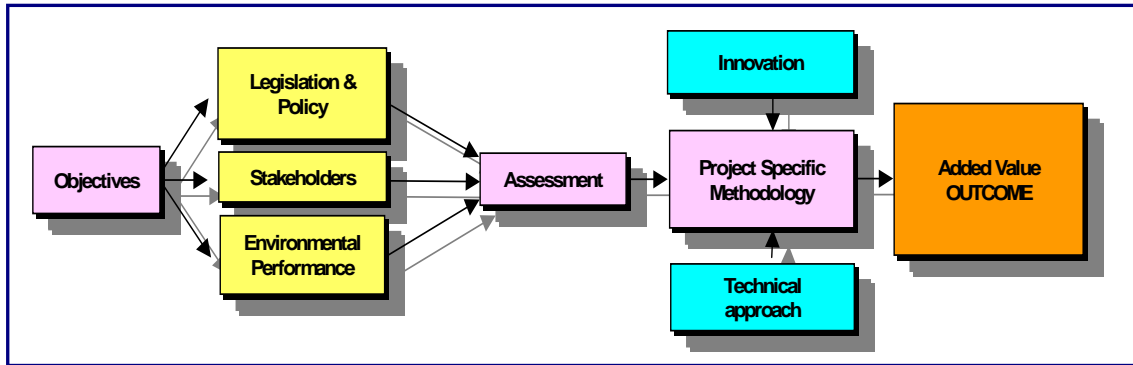 Objectives
Legislation &
Policy
Stakeholders
Environmental
Performance
Assessment
Innovation
Project Specific
Methodology
Technical
approach
Added Value
OUTCOME